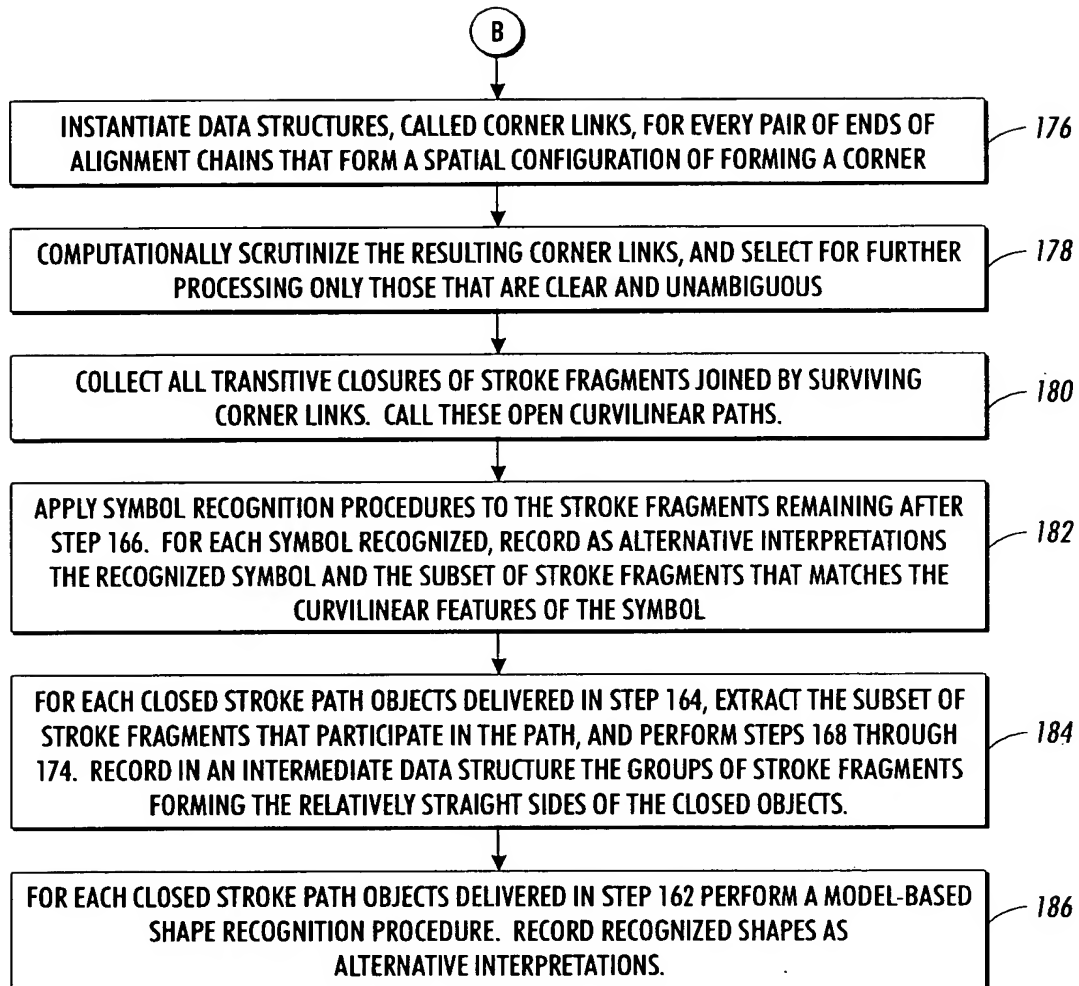 B
INSTANTIATE DATA STRUCTURES, CALLED CORNER LINKS, FOR EVERY PAIR OF ENDS OF
ALIGNMENT CHAINS THAT FORM A SPATIAL CONFIGURATION OF FORMING A CORNER
176
COMPUTATIONALLY SCRUTINIZE THE RESULTING CORNER LINKS, AND SELECT FOR FURTHER
PROCESSING ONLY THOSE THAT ARE CLEAR AND UNAMBIGUOUS
178
COLLECT ALL TRANSITIVE CLOSURES OF STROKE FRAGMENTS JOINED BY SURVIVING
CORNER LINKS. CALL THESE OPEN CURVILINEAR PATHS.
180
APPLY SYMBOL RECOGNITION PROCEDURES TO THE STROKE FRAGMENTS REMAINING AFTER
STEP 166. FOR EACH SYMBOL RECOGNIZED, RECORD AS ALTERNATIVE INTERPRETATIONS
THE RECOGNIZED SYMBOL AND THE SUBSET OF STROKE FRAGMENTS THAT MATCHES THE
CURVILINEAR FEATURES OF THE SYMBOL
182
FOR EACH CLOSED STROKE PATH OBJECTS DELIVERED IN STEP 164, EXTRACT THE SUBSET OF
STROKE FRAGMENTS THAT PARTICIPATE IN THE PATH, AND PERFORM STEPS 168 THROUGH
174. RECORD IN AN INTERMEDIATE DATA STRUCTURE THE GROUPS OF STROKE FRAGMENTS
FORMING THE RELATIVELY STRAIGHT SIDES OF THE CLOSED OBJECTS.
184
FOR EACH CLOSED STROKE PATH OBJECTS DELIVERED IN STEP 162 PERFORM A MODEL-BASED
SHAPE RECOGNITION PROCEDURE. RECORD RECOGNIZED SHAPES AS
ALTERNATIVE INTERPRETATIONS.
186